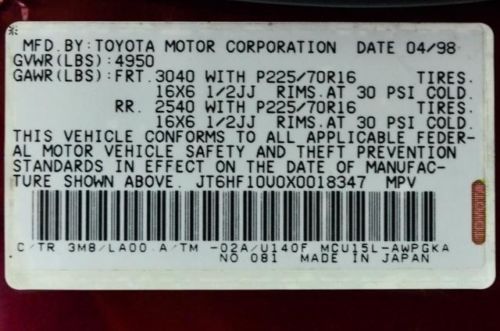 MFD.BY:TOYOTA MOTOR CORPORATION DATE 04/98
GVWR(LBS):4950
GAWR(LBS):FRT.3040 WITH P225/70R16 TIRES.
16X6 1/2JJ RIMS.AT 30 PSI COLD.
RR. 2540 WITH P225/70R16 TIRES.
16X6 1/2JJ RIMS.AT 30 PSI COLD.
THIS VEHICLE CONFORMS TO ALL APPLICABLE FEDER-
AL MOTOR VEHICLE SAFETY AND THEFT PREVENTION
STANDARDS IN EFFECT ON THE DATE OF MANUFAC-
TURE SHOWN ABOVE. JT6HF10U0X0018347 MPV
C/TR 3M8/LA00 A/TM -02A/U140F MCU15L-AWPGKA
NO 081 MADE IN JAPAN
TOYOTA